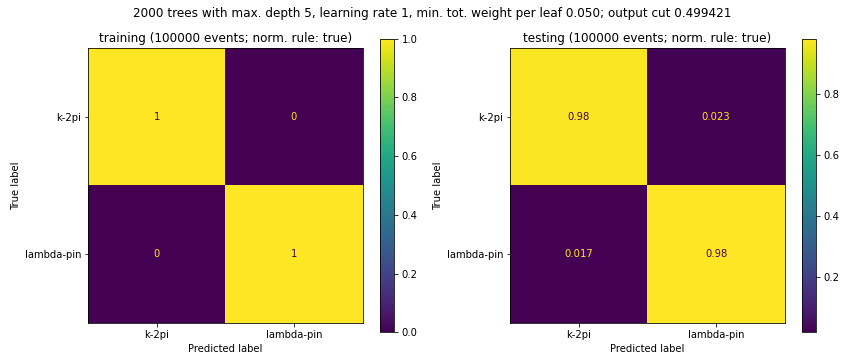 2000 trees with max. depth 5, learning rate 1, min. tot. weight per leaf 0.050; output cut 0.499421
training (100000 events; norm. rule: true)
True label
k-2pi
lambda-pin
1
0
0
1
k-2pi
lambda-pin
Predicted label
1.0
0.8
0.6
0.4
0.2
0.0
testing (100000 events; norm. rule: true)
True label
k-2pi
lambda-pin
0.98
0.023
0.017
0.98
k-2pi
lambda-pin
Predicted label
0.8
0.6
0.4
0.2